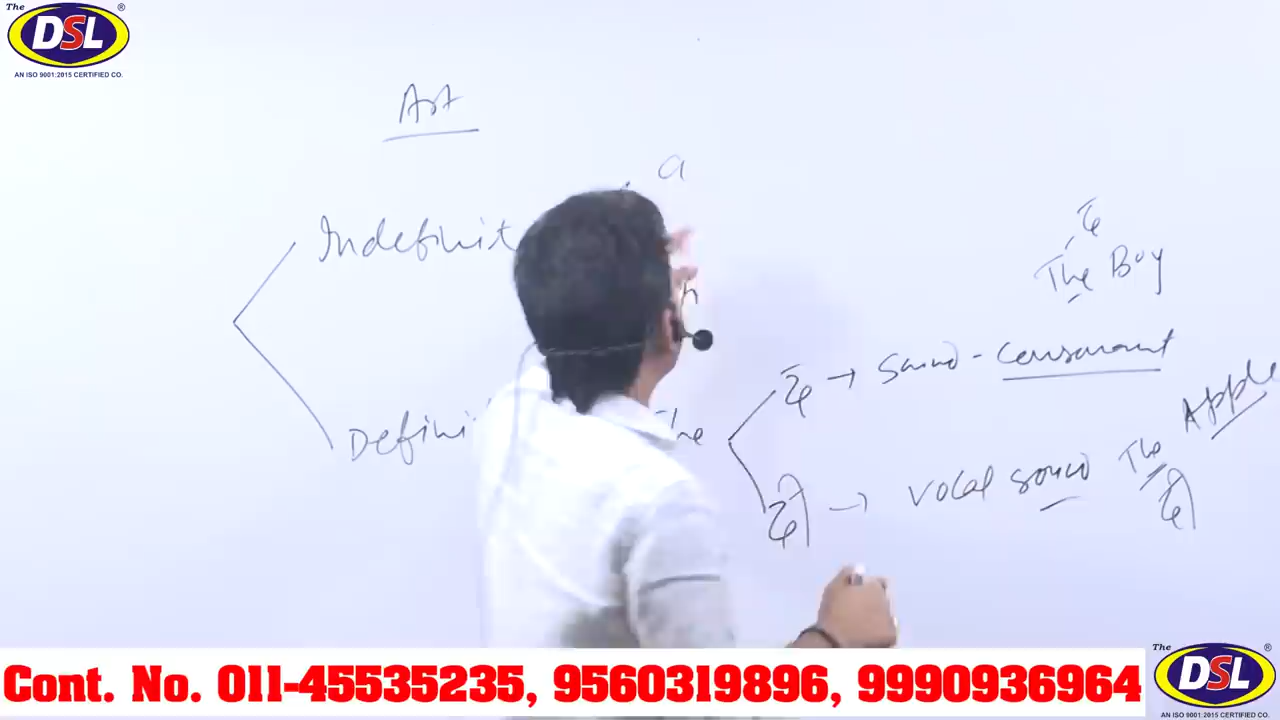 The
DSL
®
AN ISO 9001:2015 CERTIFIED CO.
Art
a
Indefinit
द
The Boy
द → Sound - consonant
Apple
Definit
The
दी → vocal sound The
दी
Cont. No. 011-45535235, 9560319896, 9990936964
The
DSL
®
AN ISO 9001:2015 CERTIFIED CO.